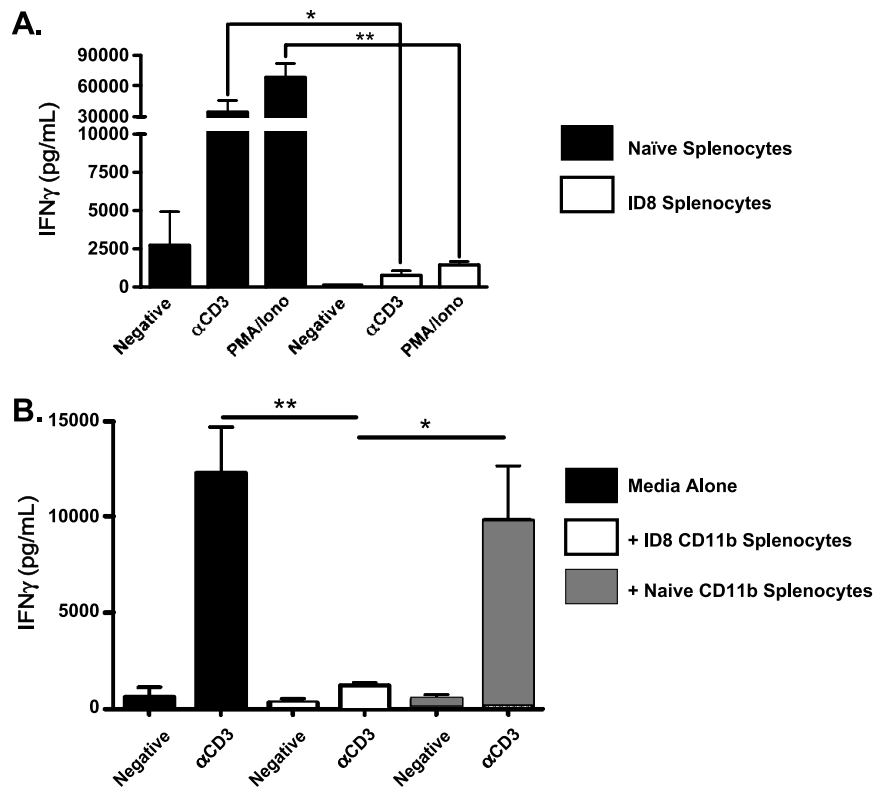 A.
*
**
90000
60000
30000
10000
7500
5000
2500
0
IFNγ (pg/mL)
Negative
αCD3
PMA/Iono
Negative
αCD3
PMA/Iono
Naïve Splenocytes
ID8 Splenocytes
B.
**
*
15000
10000
5000
0
IFNγ (pg/mL)
Negative
αCD3
Negative
αCD3
Negative
αCD3
Media Alone
+ ID8 CD11b Splenocytes
+ Naive CD11b Splenocytes